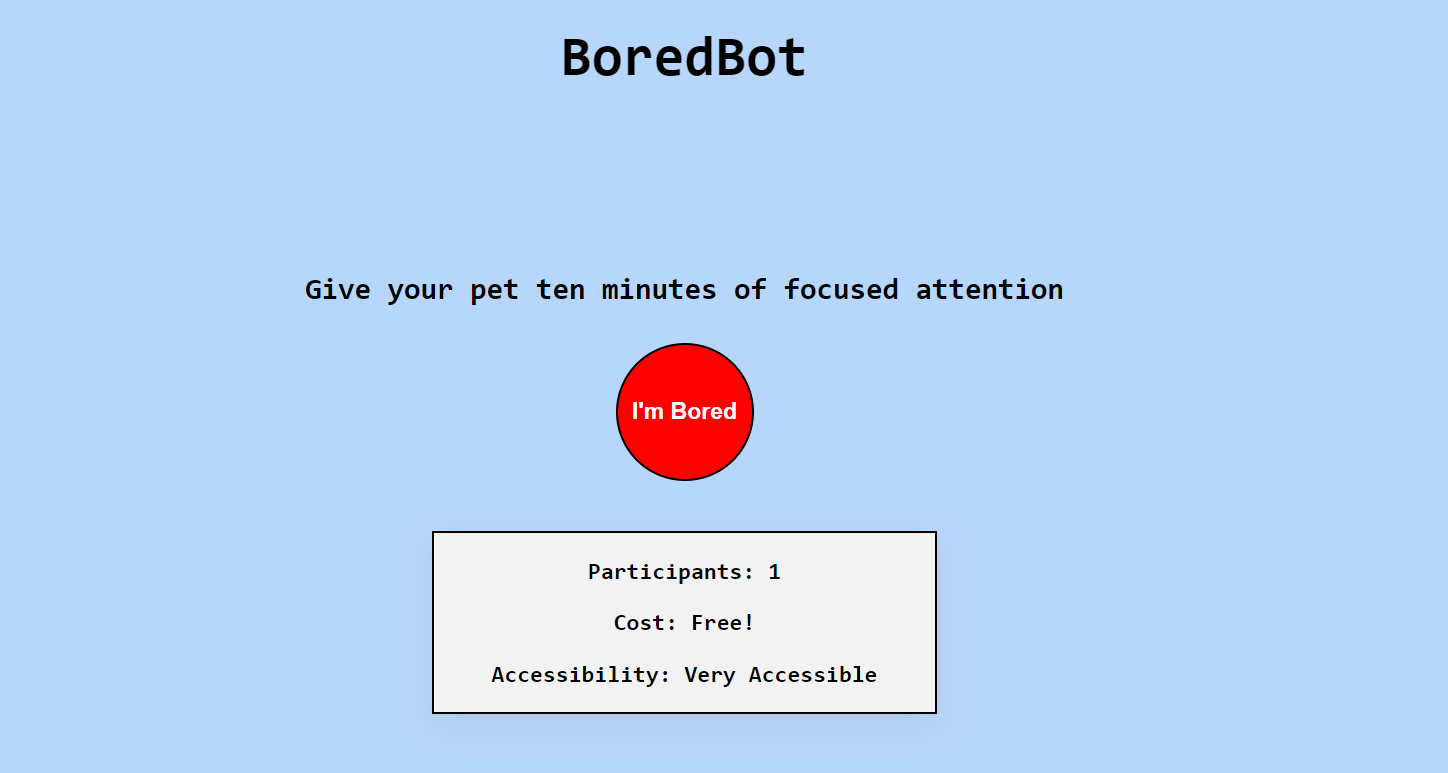 BoredBot
Give your pet ten minutes of focused attention
I'm Bored
Participants: 1
Cost: Free!
Accessibility: Very Accessible